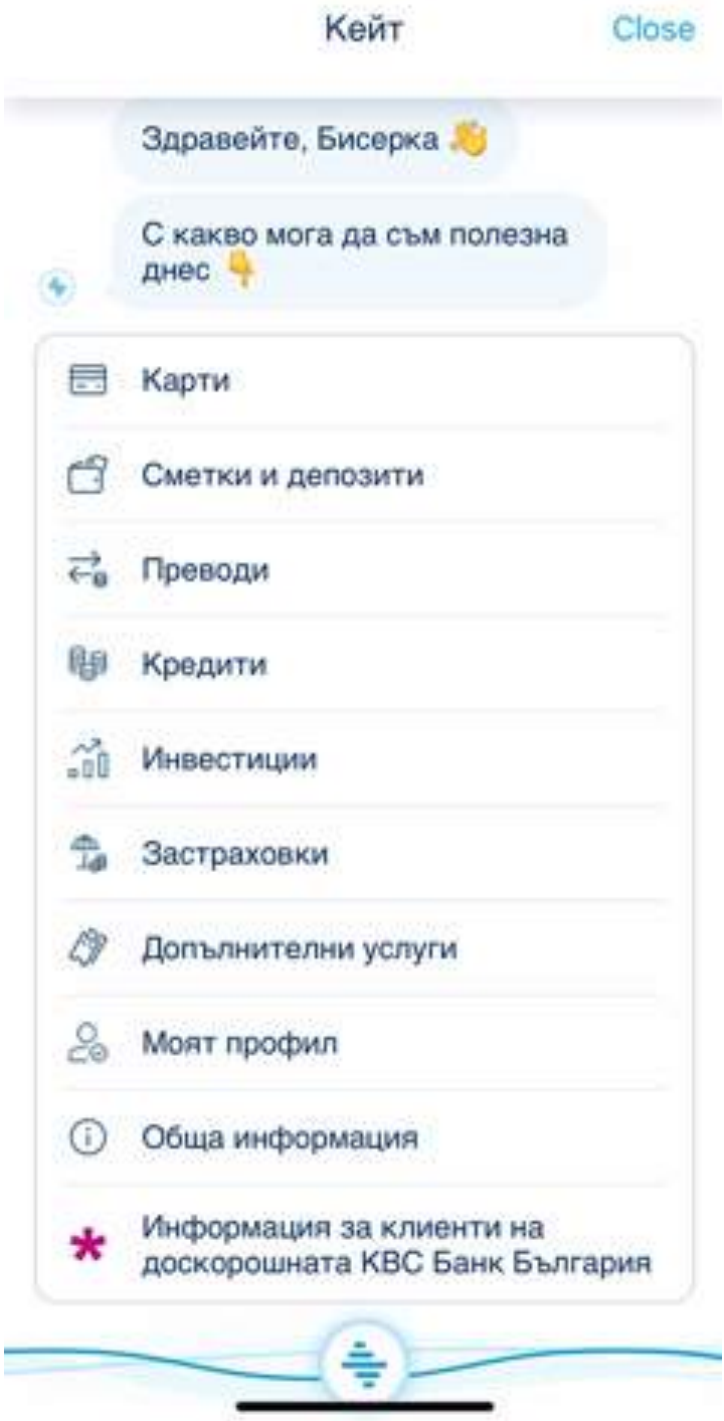 Кейт
Close
Здравейте, Бисерка 👋
С какво мога да съм полезна
днес 👇
Карти
Сметки и депозити
Преводи
Кредити
Инвестиции
Застраховки
Допълнителни услуги
Моят профил
Обща информация
Информация за клиенти на
доскорошната КВС Банк България